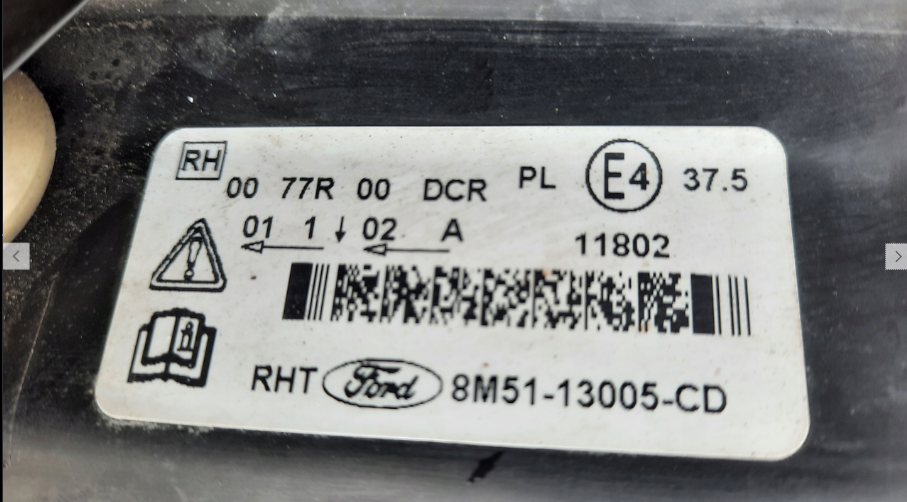 RH 00 77R 00 DCR PL E4 37.5
01 1 ↓ 02 A 11802
RHT Ford 8M51-13005-CD